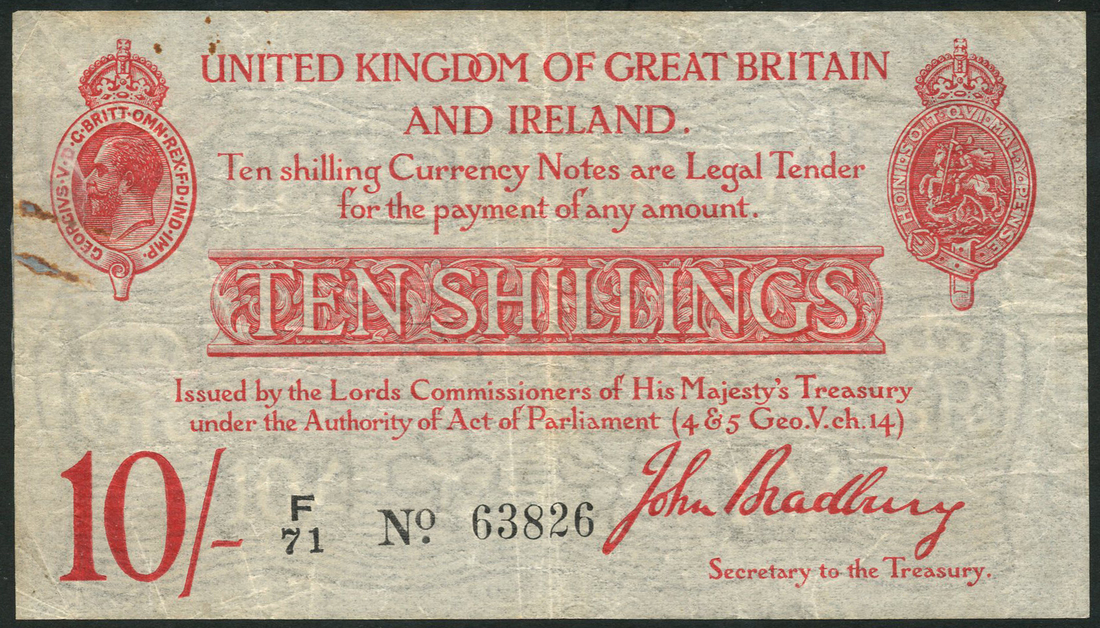 UNITED KINGDOM OF GREAT BRITAIN
AND IRELAND.
GEORGIVS·V·D·G·BRITT·OMN·REX·F·D·IND·IMP·
HONI·SOIT·QVI·MAL·Y·PENSE
Ten shilling Currency Notes are Legal Tender
for the payment of any amount.
TEN SHILLINGS
Issued by the Lords Commissioners of His Majesty's Treasury
under the Authority of Act of Parliament (4 & 5 Geo.V.ch.14)
10/-
F
71
No. 63826
John Bradbury
Secretary to the Treasury.